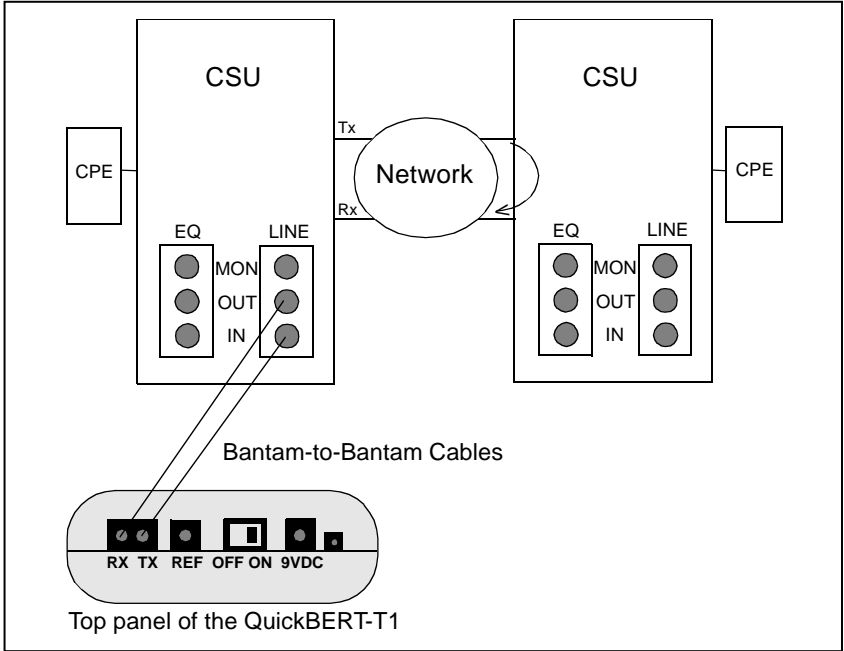 CSU
CSU
Tx
CPE
Network
CPE
Rx
EQ LINE
EQ LINE
MON
MON
OUT
OUT
IN
IN
Bantam-to-Bantam Cables
RX TX REF OFF ON 9VDC
Top panel of the QuickBERT-T1